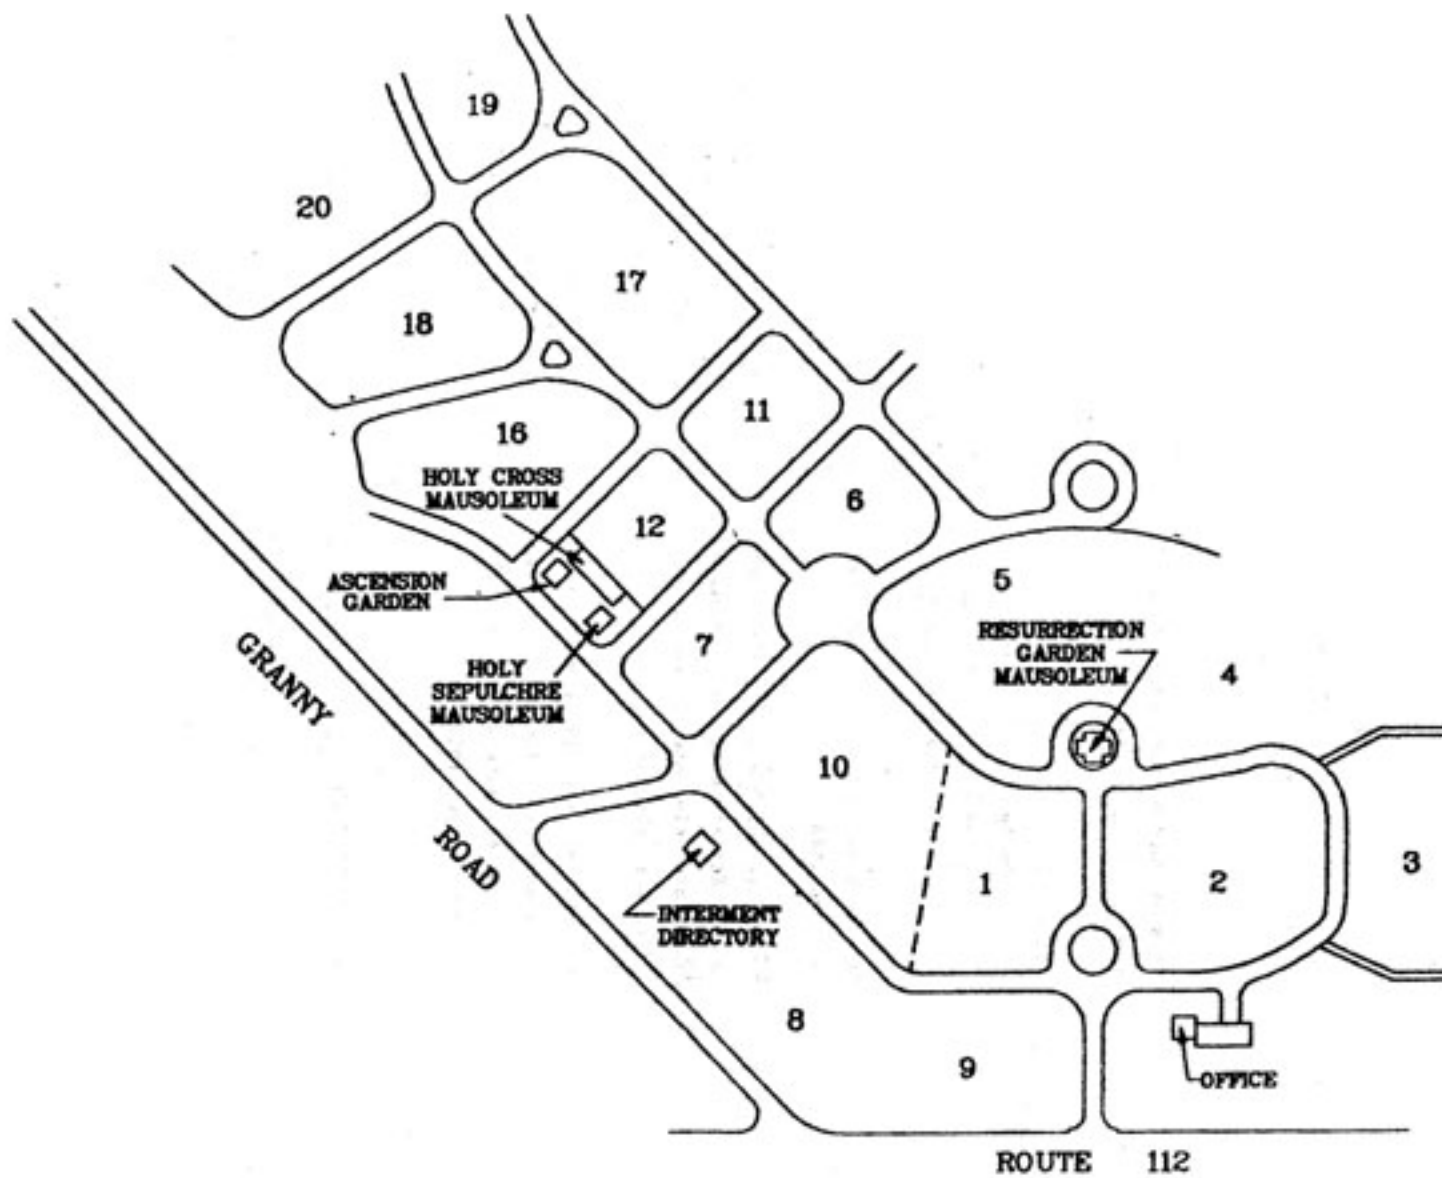 19
20
17
18
11
16
HOLY CROSS
MAUSOLEUM
6
12
ASCENSION
GARDEN
5
RESURRECTION
GARDEN
MAUSOLEUM
7
4
HOLY
SEPULCHRE
MAUSOLEUM
GRANNY
ROAD
10
3
1
2
INTERMENT
DIRECTORY
8
9
OFFICE
ROUTE 112